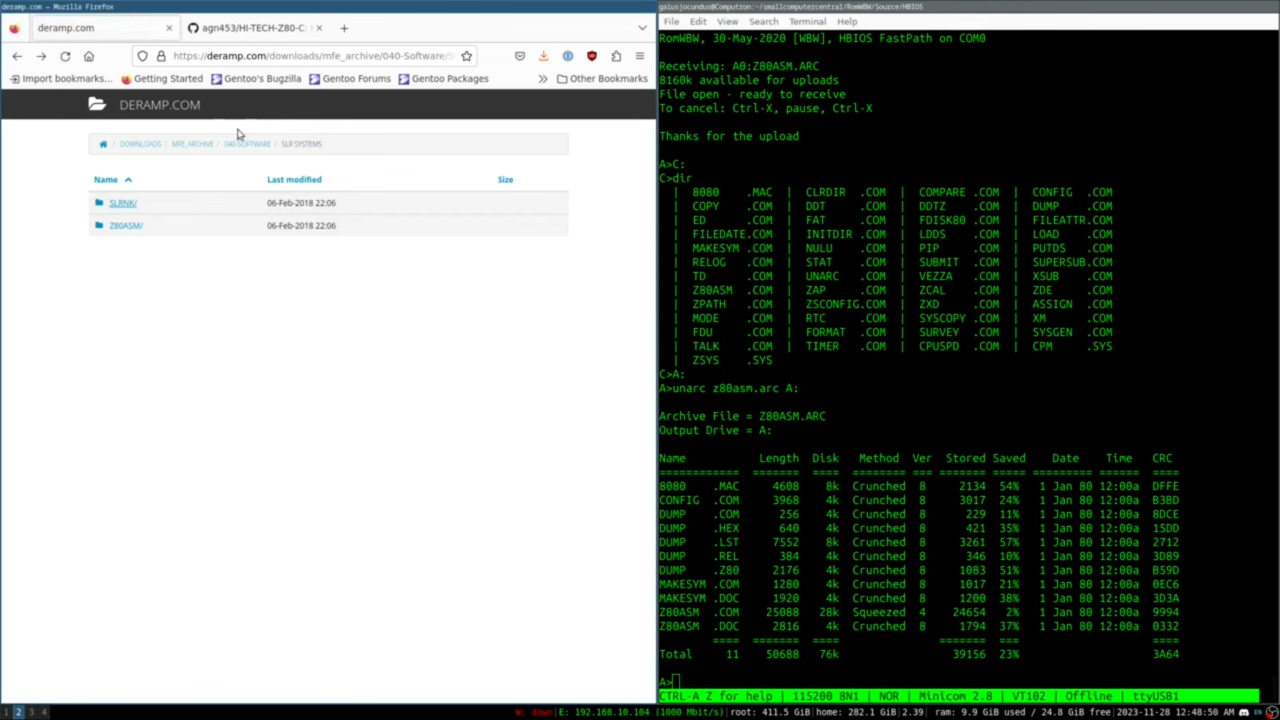 deramp.com — Mozilla Firefox
deramp.com
agn453/HI-TECH-Z80-C:
https://deramp.com/downloads/mfe_archive/040-Software/
Import bookmarks...
Getting Started
Gentoo's Bugzilla
Gentoo Forums
Gentoo Packages
Other Bookmarks
DERAMP.COM
DOWNLOADS / MFE_ARCHIVE / 040-SOFTWARE / SLR SYSTEMS
Name Last modified Size
SLRNK/ 06-Feb-2018 22:06
Z80ASM/ 06-Feb-2018 22:06
gaiusjocundus@Computron:~/smallcomputercentral/RomWBW/Source/HBIOS
File Edit View Search Terminal Help
RomWBW, 30-May-2020 [WBW], HBIOS FastPath on COM0
Receiving: A0:Z80ASM.ARC
8160k available for uploads
File open - ready to receive
To cancel: Ctrl-X, pause, Ctrl-X
Thanks for the upload
A>C:
C>dir
| 8080 .MAC | CLRDIR .COM | COMPARE .COM | CONFIG .COM
| COPY .COM | DDT .COM | DDTZ .COM | DUMP .COM
| ED .COM | FAT .COM | FDISK80 .COM | FILEATTR.COM
| FILEDATE.COM | INITDIR .COM | LDDS .COM | LOAD .COM
| MAKESYM .COM | NULU .COM | PIP .COM | PUTDS .COM
| RELOG .COM | STAT .COM | SUBMIT .COM | SUPERSUB.COM
| TD .COM | UNARC .COM | VEZZA .COM | XSUB .COM
| Z80ASM .COM | ZAP .COM | ZCAL .COM | ZDE .COM
| ZPATH .COM | ZSCONFIG.COM | ZXD .COM | ASSIGN .COM
| MODE .COM | RTC .COM | SYSCOPY .COM | XM .COM
| FDU .COM | FORMAT .COM | SURVEY .COM | SYSGEN .COM
| TALK .COM | TIMER .COM | CPUSPD .COM | CPM .SYS
| ZSYS .SYS
C>A:
A>unarc z80asm.arc A:
Archive File = Z80ASM.ARC
Output Drive = A:
Name Length Disk Method Ver Stored Saved Date Time CRC
============ ======= ==== ======== === ======= ===== ========= ====== ====
8080 .MAC 4608 8k Crunched 8 2134 54% 1 Jan 80 12:00a DFFE
CONFIG .COM 3968 4k Crunched 8 3017 24% 1 Jan 80 12:00a B3BD
DUMP .COM 256 4k Crunched 8 229 11% 1 Jan 80 12:00a 8DCE
DUMP .HEX 640 4k Crunched 8 421 35% 1 Jan 80 12:00a 15DD
DUMP .LST 7552 8k Crunched 8 3261 57% 1 Jan 80 12:00a 2712
DUMP .REL 384 4k Crunched 8 346 10% 1 Jan 80 12:00a 3D89
DUMP .Z80 2176 4k Crunched 8 1083 51% 1 Jan 80 12:00a B59D
MAKESYM .COM 1280 4k Crunched 8 1017 21% 1 Jan 80 12:00a 0EC6
MAKESYM .DOC 1920 4k Crunched 8 1200 38% 1 Jan 80 12:00a 3D3A
Z80ASM .COM 25088 28k Squeezed 4 24654 2% 1 Jan 80 12:00a 9994
Z80ASM .DOC 2816 4k Crunched 8 1794 37% 1 Jan 80 12:00a 0332
==== ======= ==== ======= === ====
Total 11 50688 76k 39156 23% 3A64
A>
CTRL-A Z for help | 115200 8N1 | NOR | Minicom 2.8 | VT102 | Offline | ttyUSB1
1 2 3 4
W: down|E: 192.168.10.104 (1000 Mbit/s)|root: 411.5 GiB|home: 282.1 GiB|2.39 |ram: 9.9 GiB used / 24.8 GiB free |2023-11-28 12:48:50 AM
EN